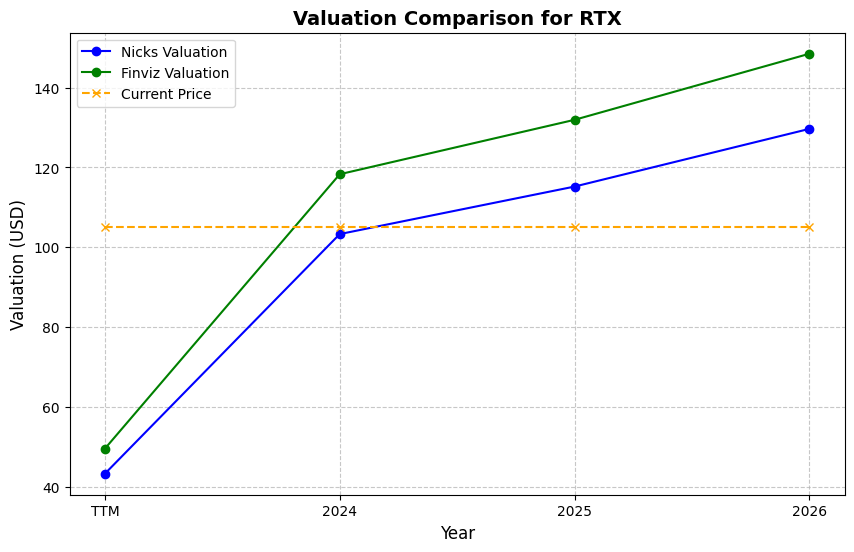 Valuation Comparison for RTX
Nicks Valuation
Finviz Valuation
Current Price
Valuation (USD)
140
120
100
80
60
40
TTM 2024 2025 2026
Year